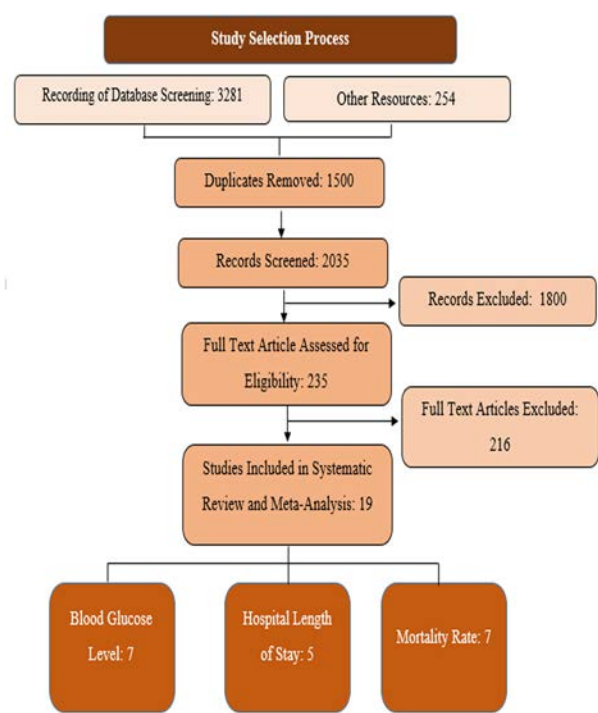 Study Selection Process
Recording of Database Screening: 3281
Other Resources: 254
Duplicates Removed: 1500
Records Screened: 2035
Records Excluded: 1800
Full Text Article Assessed for
Eligibility: 235
Full Text Articles Excluded:
216
Studies Included in Systematic
Review and Meta-Analysis: 19
Blood Glucose
Level: 7
Hospital Length
of Stay: 5
Mortality Rate: 7